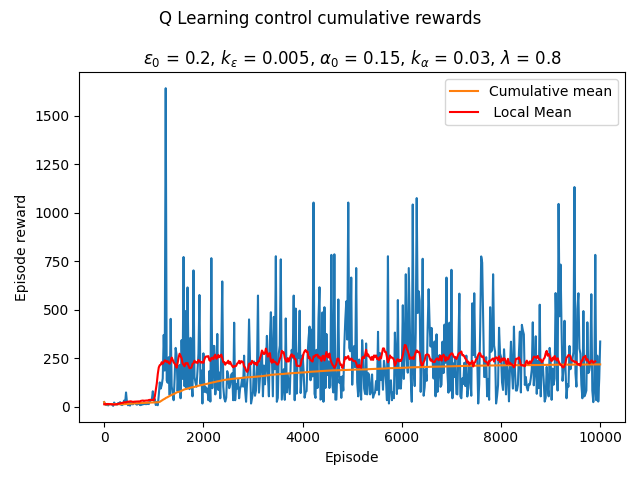 Q Learning control cumulative rewards
ε₀ = 0.2, kε = 0.005, α₀ = 0.15, kα = 0.03, λ = 0.8
Cumulative mean
Local Mean
1500
1250
1000
750
500
250
0
Episode reward
0 2000 4000 6000 8000 10000
Episode